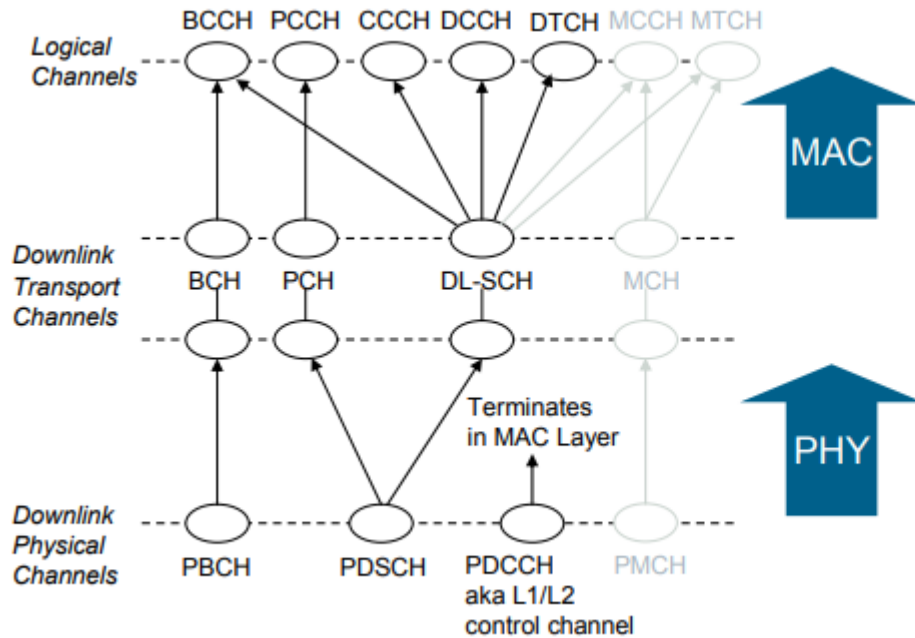 BCCH PCCH CCCH DCCH DTCH MCCH MTCH
Logical
Channels
MAC
Downlink
Transport
Channels
BCH PCH DL-SCH MCH
Terminates
in MAC Layer
PHY
Downlink
Physical
Channels
PBCH PDSCH PDCCH PMCH
aka L1/L2
control channel